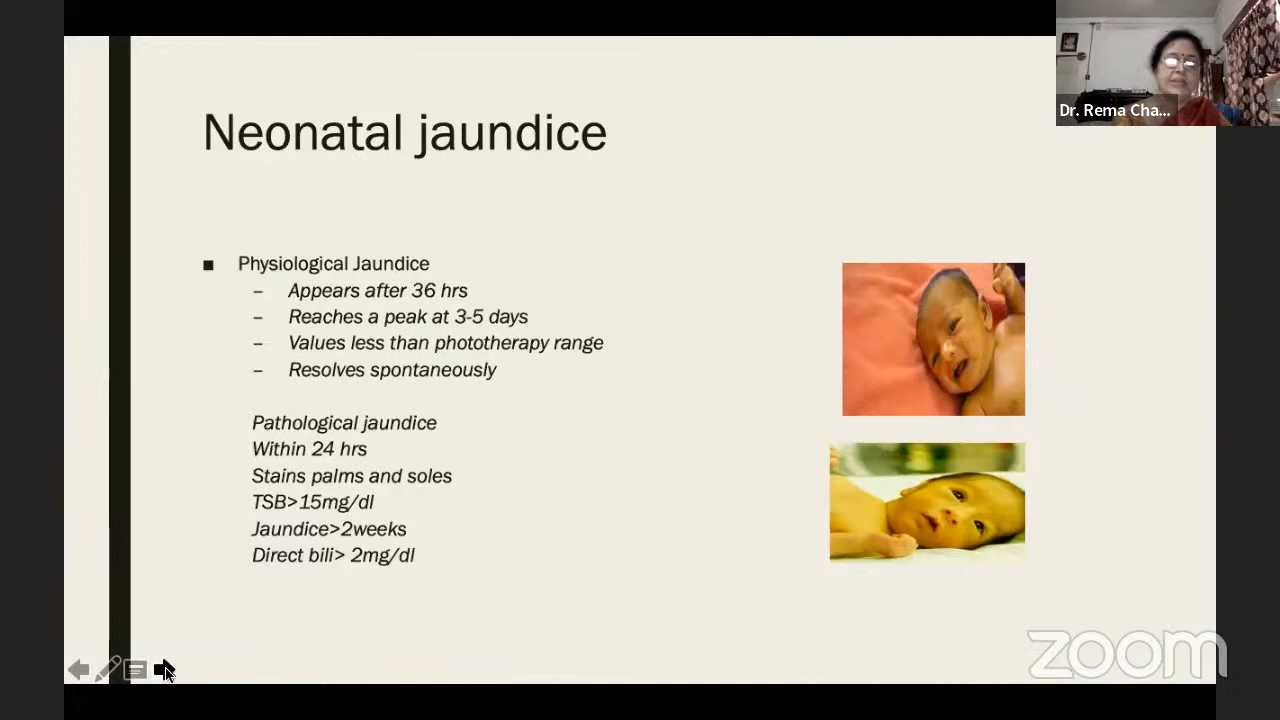 Dr. Rema Cha...
Neonatal jaundice
■ Physiological Jaundice
– Appears after 36 hrs
– Reaches a peak at 3-5 days
– Values less than phototherapy range
– Resolves spontaneously
Pathological jaundice
Within 24 hrs
Stains palms and soles
TSB>15mg/dl
Jaundice>2weeks
Direct bili> 2mg/dl
zoom